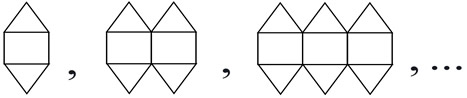 , , , ...